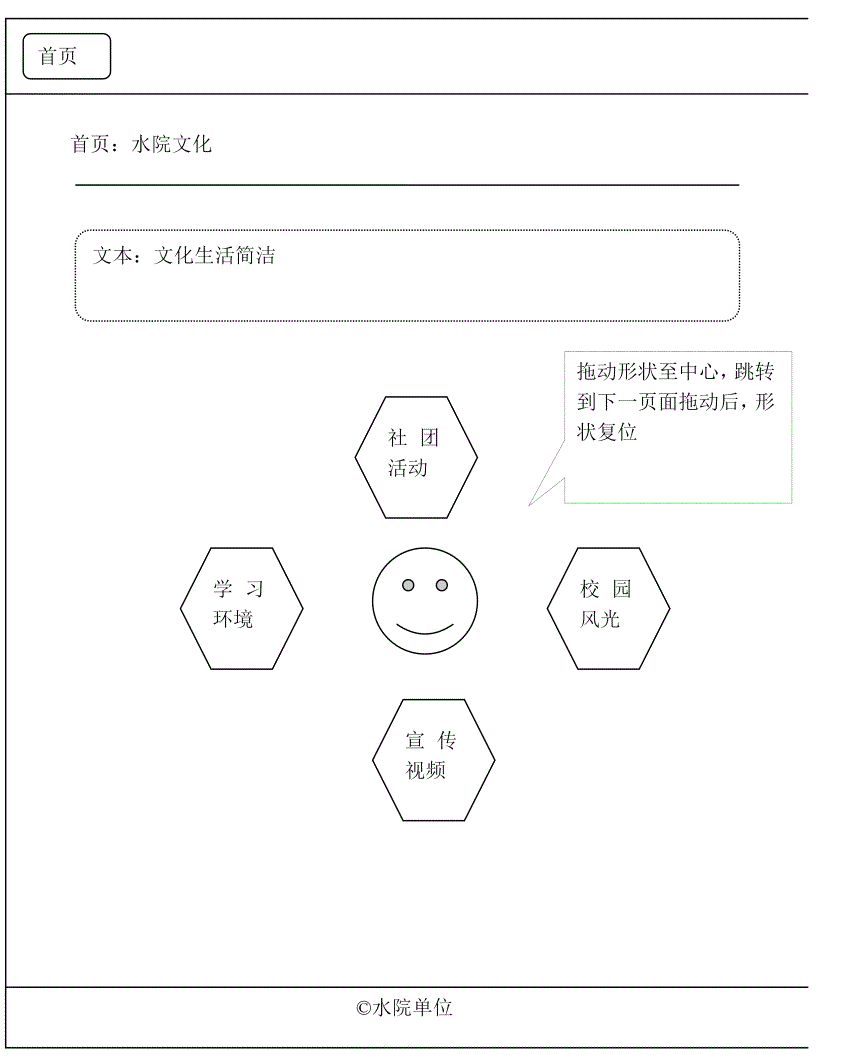 首页
首页：水院文化
文本：文化生活简洁
拖动形状至中心，跳转
到下一页面拖动后，形
状复位
社 团
活动
学 习
环境
校 园
风光
宣 传
视频
©水院单位